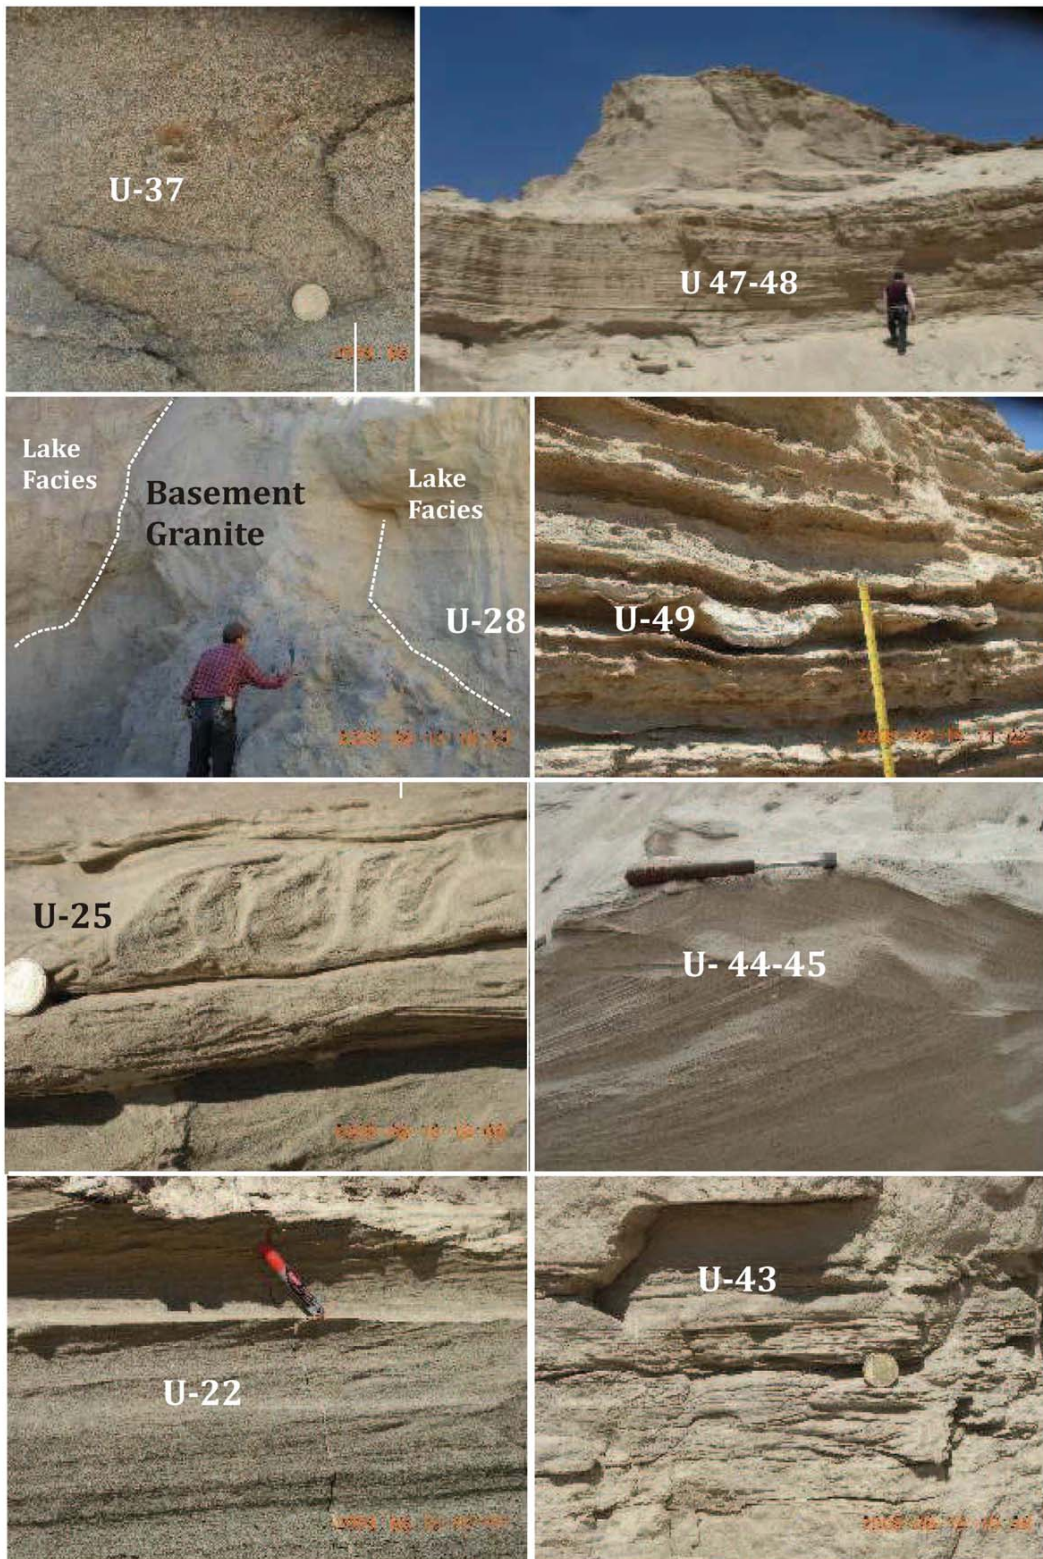 U-37
U 47-48
Lake
Facies
Basement
Granite
Lake
Facies
U-28
U-49
U-25
U- 44-45
U-22
U-43